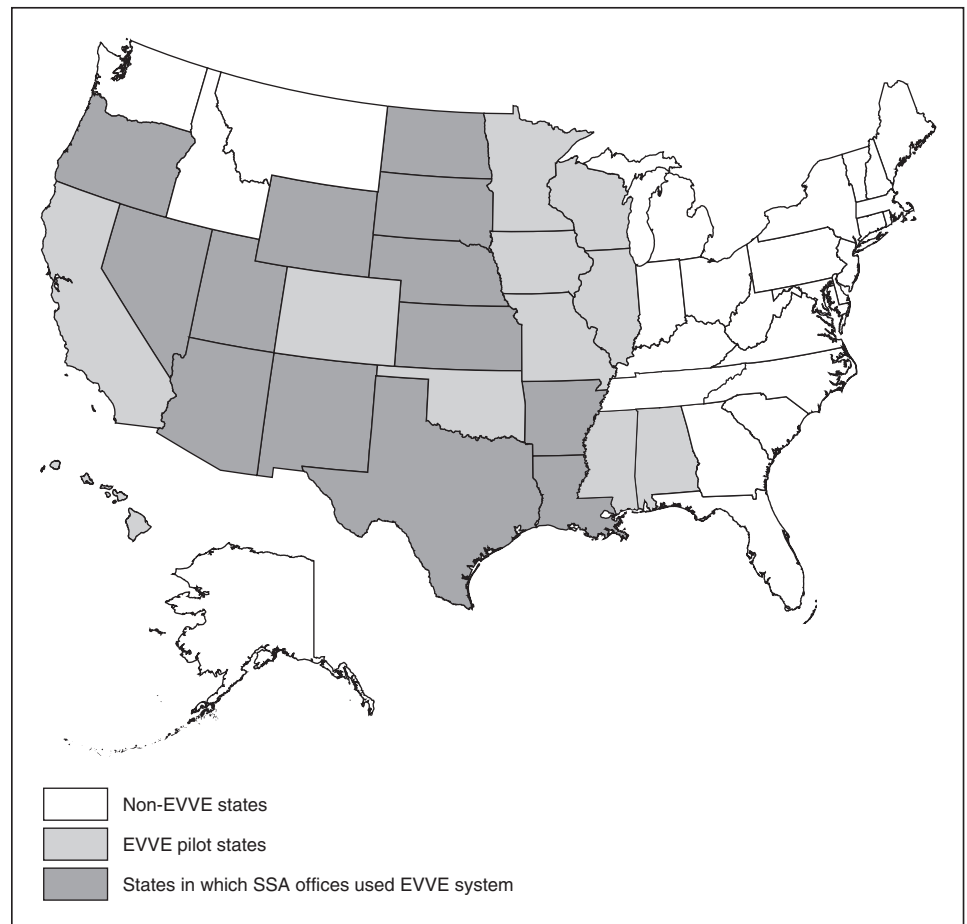 Non-EVVE states
EVVE pilot states
States in which SSA offices used EVVE system